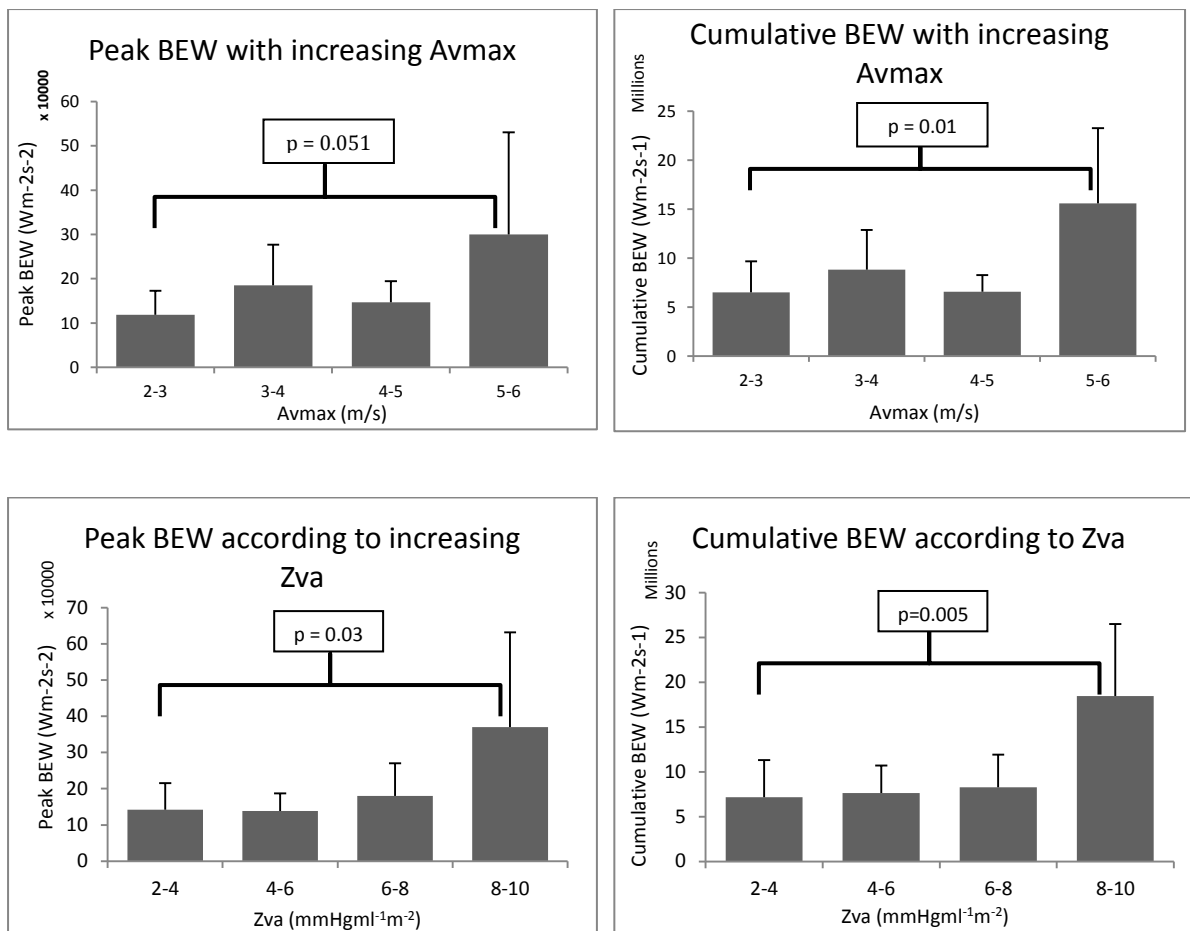 Peak BEW with increasing Avmax
x 10000
Peak BEW (Wm-2s-2)
60
50
40
30
20
10
0
p = 0.051
2-3 3-4 4-5 5-6
Avmax (m/s)
Cumulative BEW with increasing
Avmax
Millions
Cumulative BEW (Wm-2s-1)
25
20
15
10
5
0
p = 0.01
2-3 3-4 4-5 5-6
Avmax (m/s)
Peak BEW according to increasing
Zva
x 10000
Peak BEW (Wm-2s-2)
70
60
50
40
30
20
10
0
p = 0.03
2-4 4-6 6-8 8-10
Zva (mmHgml⁻¹m⁻²)
Cumulative BEW according to Zva
Millions
Cumulative BEW (Wm-2s-1)
30
25
20
15
10
5
0
p=0.005
2-4 4-6 6-8 8-10
Zva (mmHgml⁻¹m⁻²)